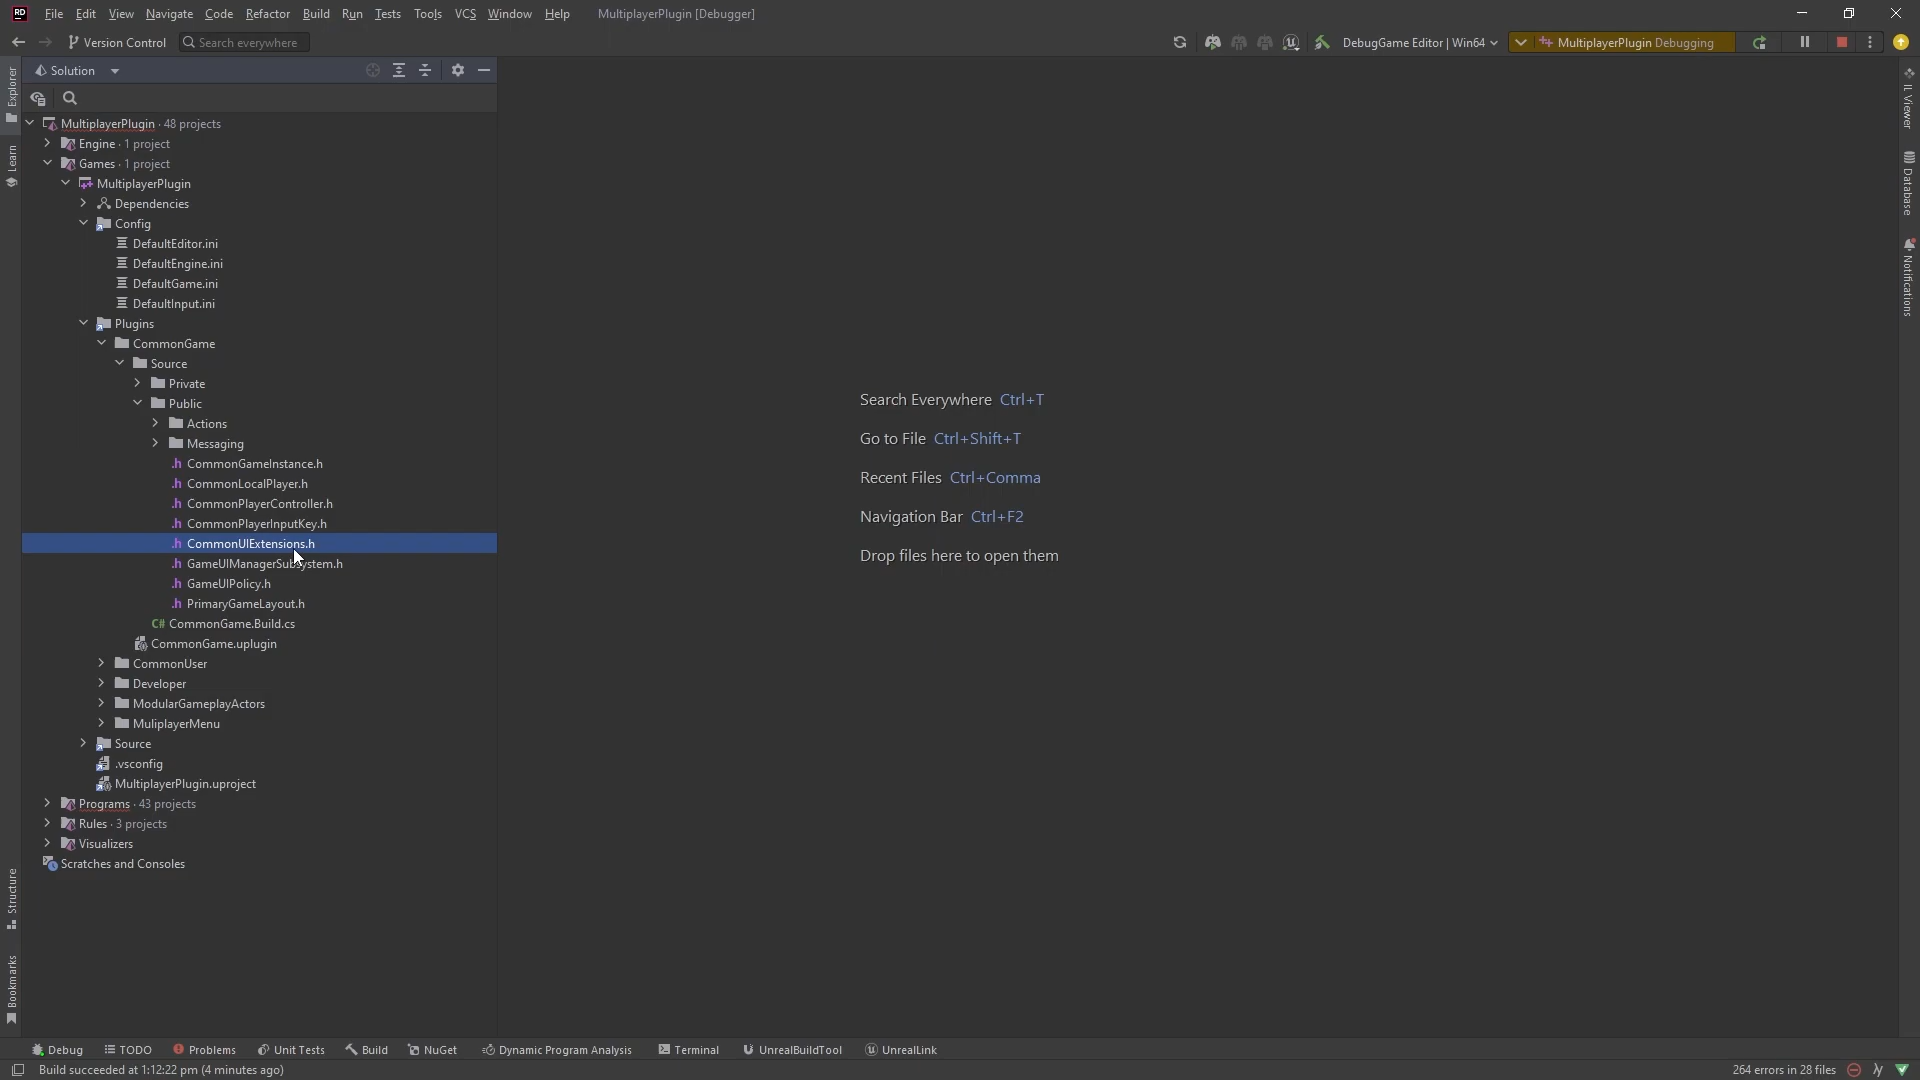 RD File Edit View Navigate Code Refactor Build Run Tests Tools VCS Window Help MultiplayerPlugin [Debugger]
Version Control Search everywhere DebugGame Editor | Win64 MultiplayerPlugin Debugging
Solution
Explorer
Learn
Structure
Bookmarks
MultiplayerPlugin · 48 projects
Engine · 1 project
Games · 1 project
MultiplayerPlugin
Dependencies
Config
DefaultEditor.ini
DefaultEngine.ini
DefaultGame.ini
DefaultInput.ini
Plugins
CommonGame
Source
Private
Public
Actions
Messaging
.h CommonGameInstance.h
.h CommonLocalPlayer.h
.h CommonPlayerController.h
.h CommonPlayerInputKey.h
.h CommonUIExtensions.h
.h GameUIManagerSubsystem.h
.h GameUIPolicy.h
.h PrimaryGameLayout.h
C# CommonGame.Build.cs
CommonGame.uplugin
CommonUser
Developer
ModularGameplayActors
MuliplayerMenu
Source
.vsconfig
MultiplayerPlugin.uproject
Programs · 43 projects
Rules · 3 projects
Visualizers
Scratches and Consoles
Search Everywhere Ctrl+T
Go to File Ctrl+Shift+T
Recent Files Ctrl+Comma
Navigation Bar Ctrl+F2
Drop files here to open them
IL Viewer
Database
Notifications
Debug TODO Problems Unit Tests Build NuGet Dynamic Program Analysis Terminal UnrealBuildTool UnrealLink
Build succeeded at 1:12:22 pm (4 minutes ago) 264 errors in 28 files